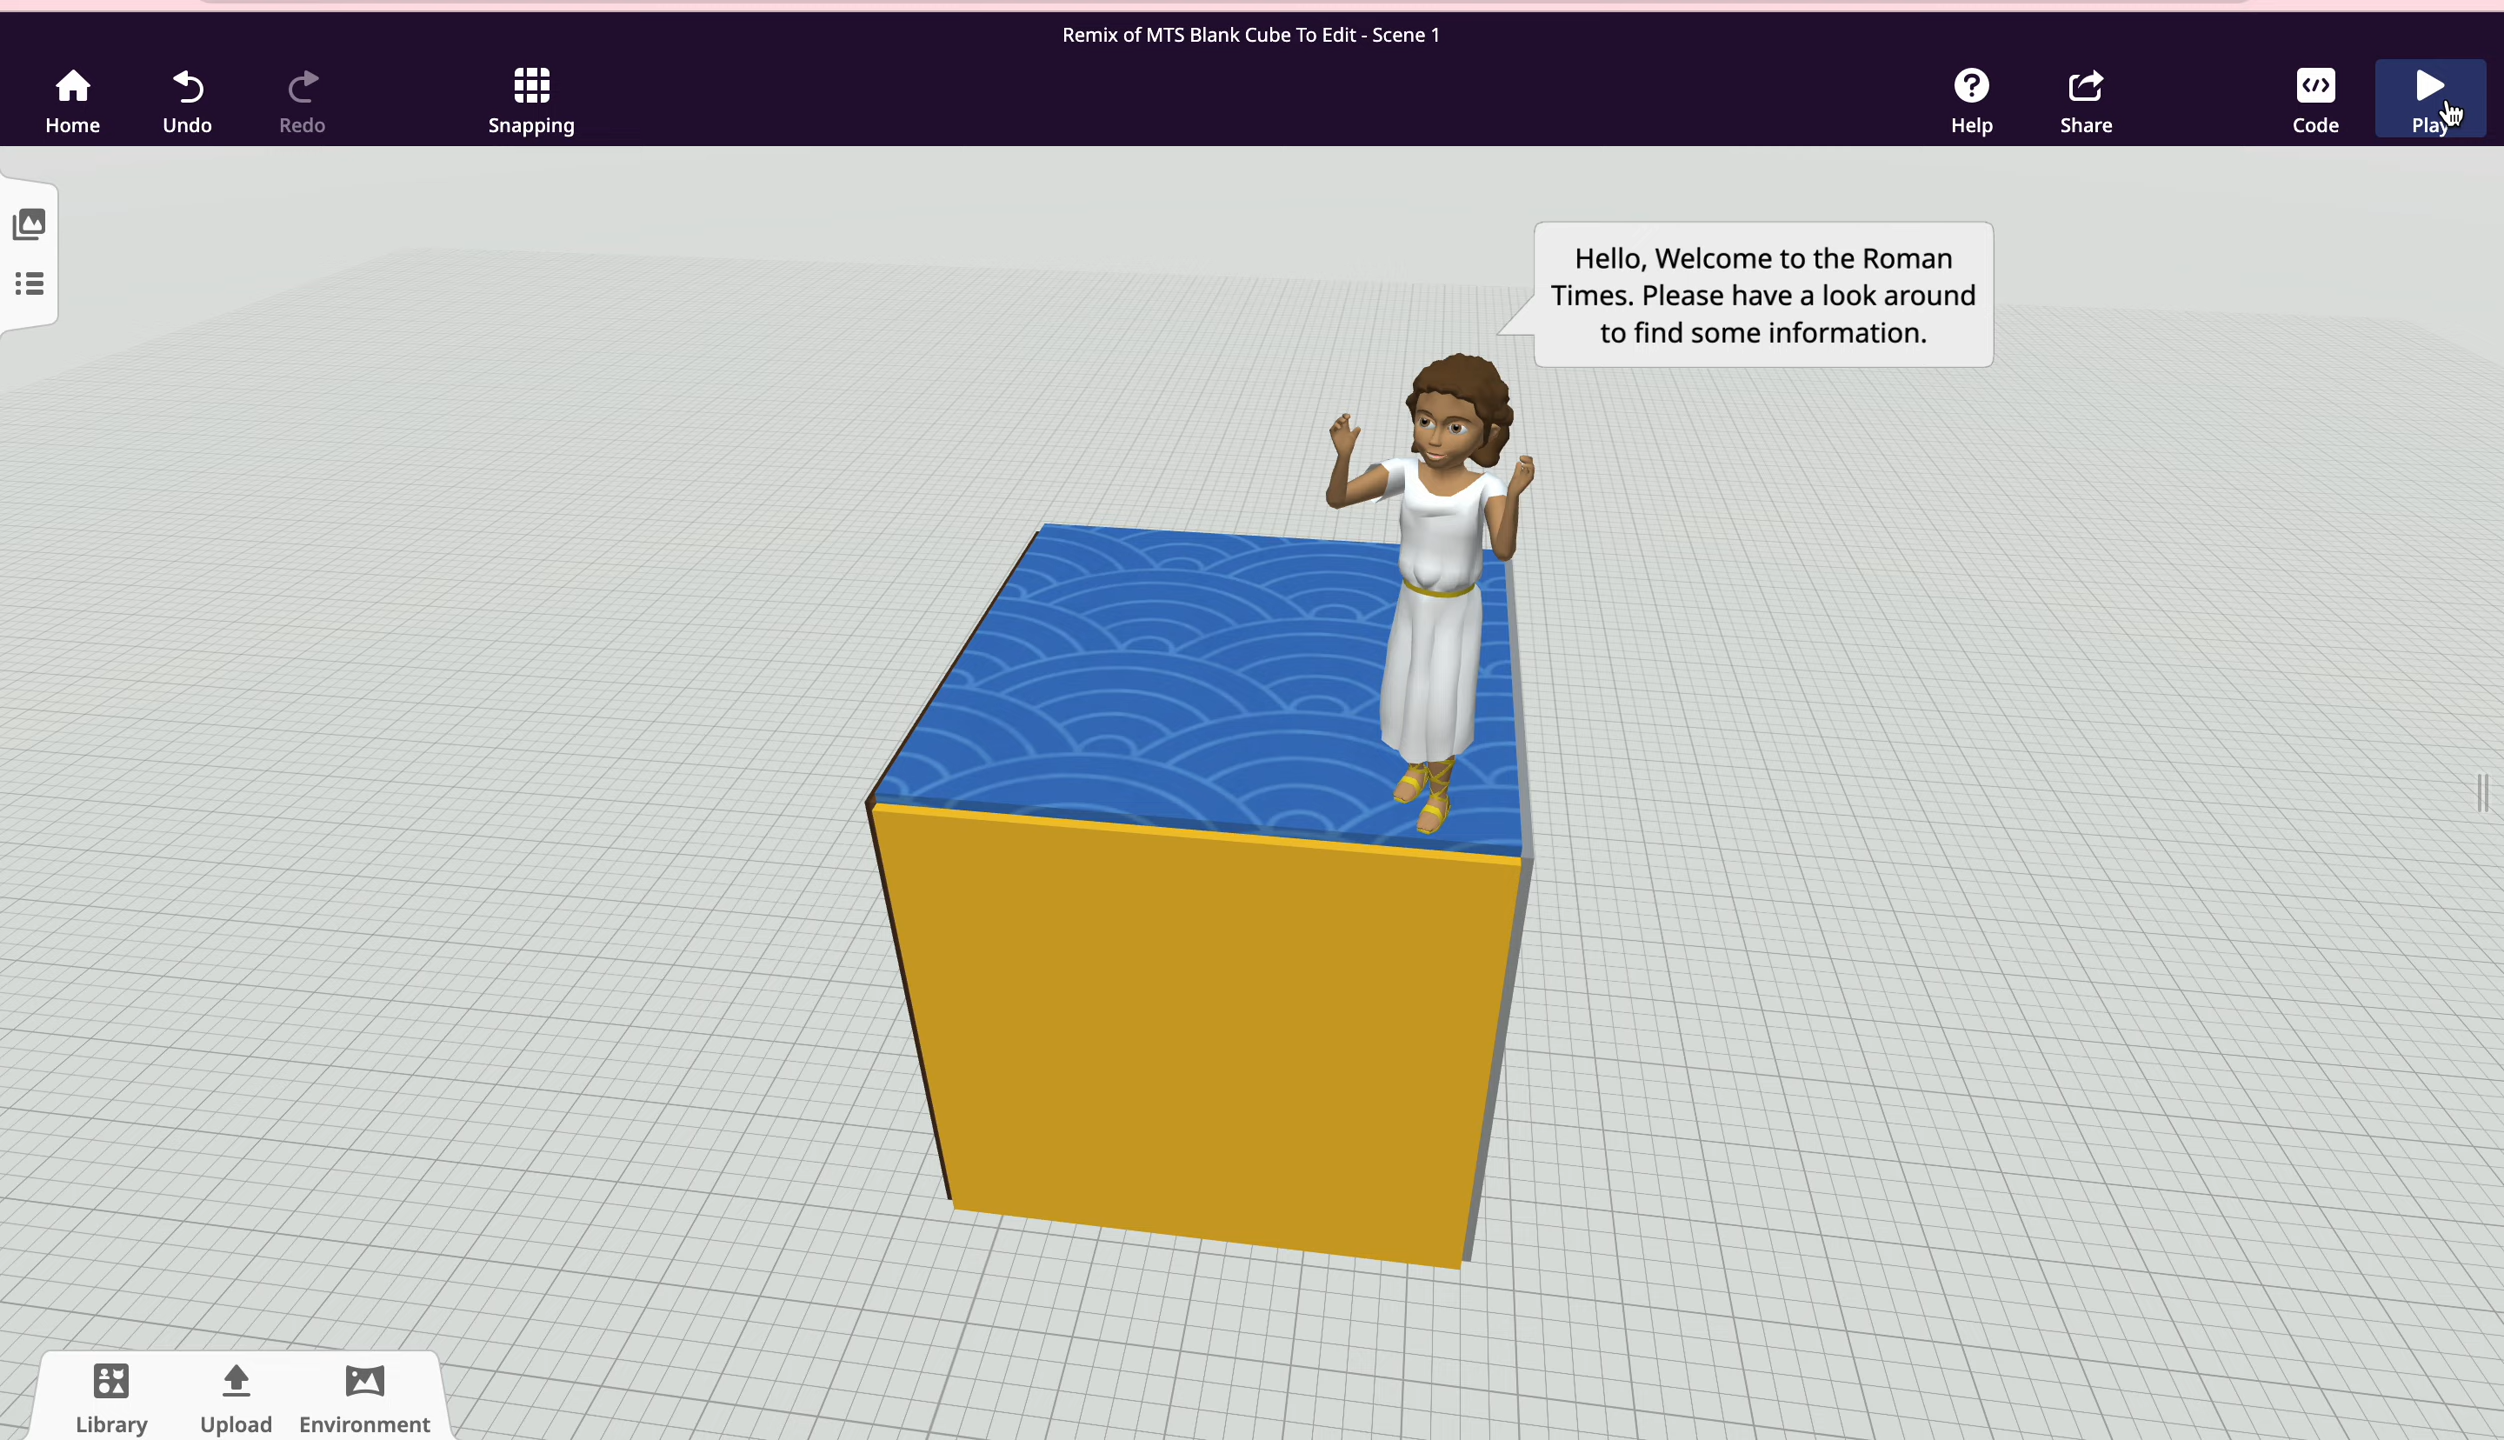 Remix of MTS Blank Cube To Edit - Scene 1
Home
Undo
Redo
Snapping
Help
Share
Code
Play
Hello, Welcome to the Roman
Times. Please have a look around
to find some information.
Library
Upload
Environment